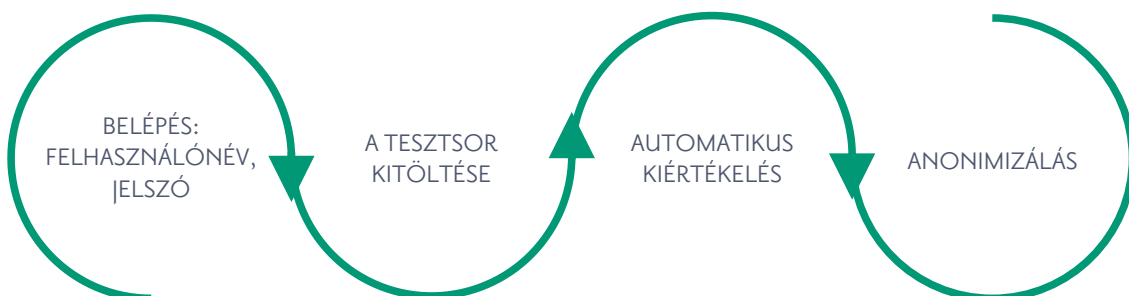 BELÉPÉS:
FELHASZNÁLÓNÉV,
JELSZÓ
A TESZTSOR
KITÖLTÉSE
AUTOMATIKUS
KIÉRTÉKELÉS
ANONIMIZÁLÁS